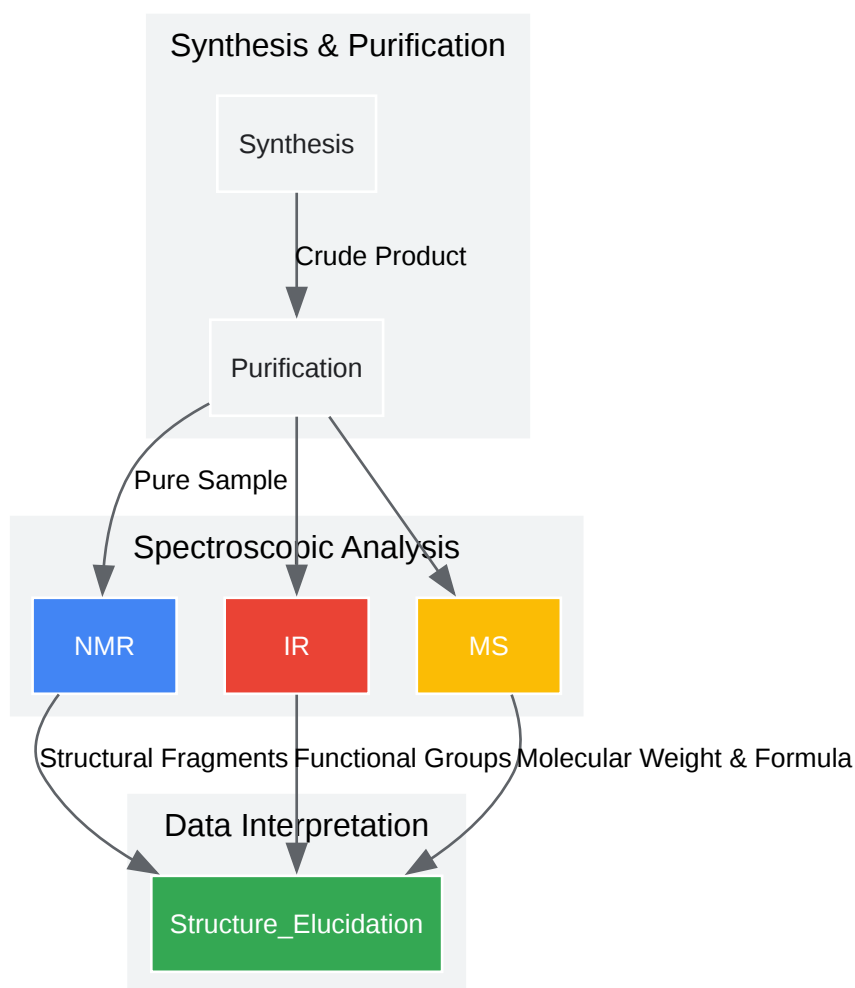 Synthesis & Purification
Synthesis
Crude Product
Purification
Pure Sample
Spectroscopic Analysis
NMR
IR
MS
Structural Fragments
Functional Groups
Molecular Weight & Formula
Data Interpretation
Structure_Elucidation